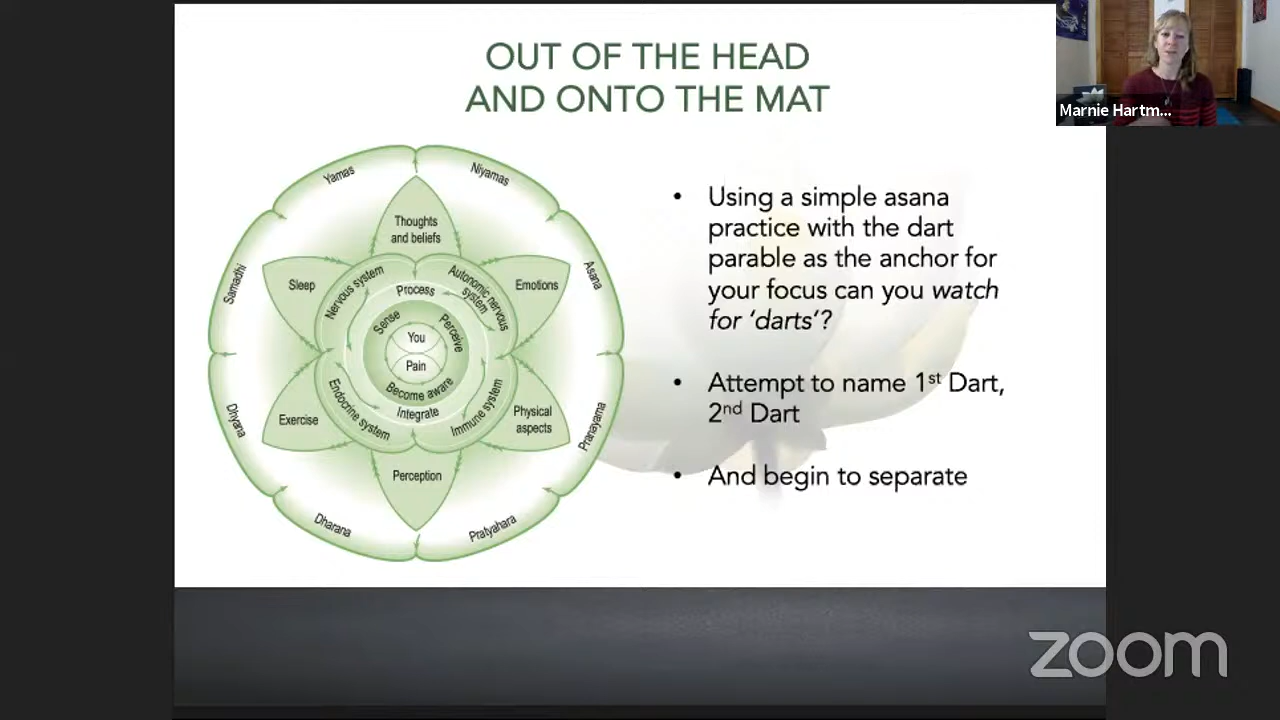 OUT OF THE HEAD
AND ONTO THE MAT
Marnie Hartm...
Yamas
Niyamas
Asana
Pranayama
Pratyahara
Dharana
Dhyana
Samadhi
Thoughts
and beliefs
Emotions
Physical
aspects
Perception
Exercise
Sleep
Nervous system
Autonomic nervous
system
Immune system
Endocrine system
Process
Integrate
Sense
Perceive
Become aware
You
Pain
• Using a simple asana
practice with the dart
parable as the anchor for
your focus can you watch
for ‘darts’?
• Attempt to name 1st Dart,
2nd Dart
• And begin to separate
zoom